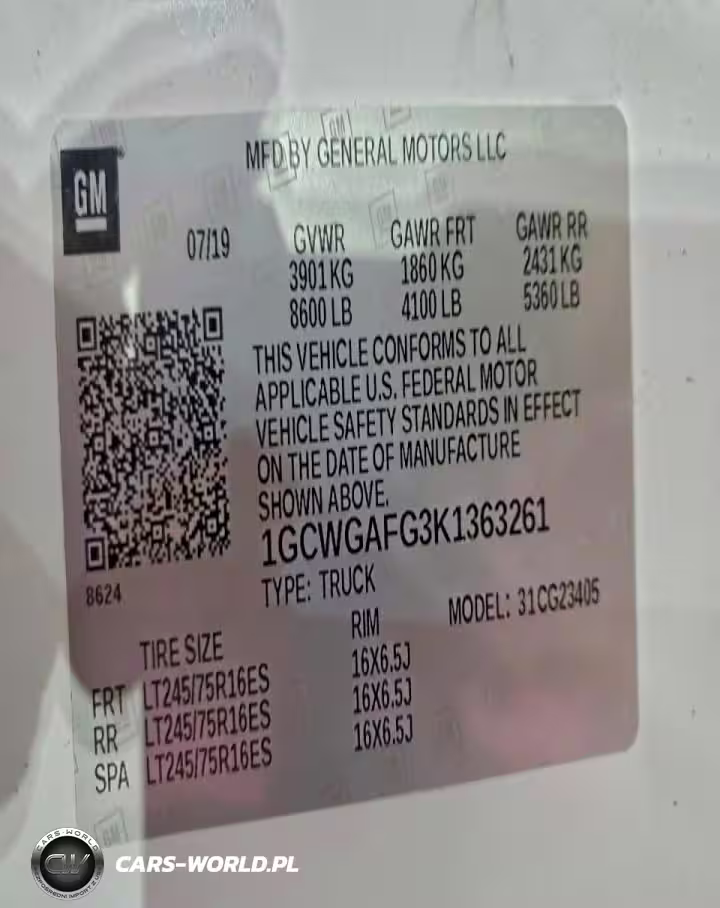 MFD BY GENERAL MOTORS LLC
GM
07/19 GVWR GAWR FRT GAWR RR
3901 KG 1860 KG 2431 KG
8600 LB 4100 LB 5360 LB
THIS VEHICLE CONFORMS TO ALL
APPLICABLE U.S. FEDERAL MOTOR
VEHICLE SAFETY STANDARDS IN EFFECT
ON THE DATE OF MANUFACTURE
SHOWN ABOVE.
1GCWGAFG3K1363261
8624
TYPE: TRUCK MODEL: 31CG23405
TIRE SIZE RIM
FRT LT245/75R16ES 16X6.5J
RR LT245/75R16ES 16X6.5J
SPA LT245/75R16ES 16X6.5J
CARS-WORLD
CW
CARS-WORLD.PL